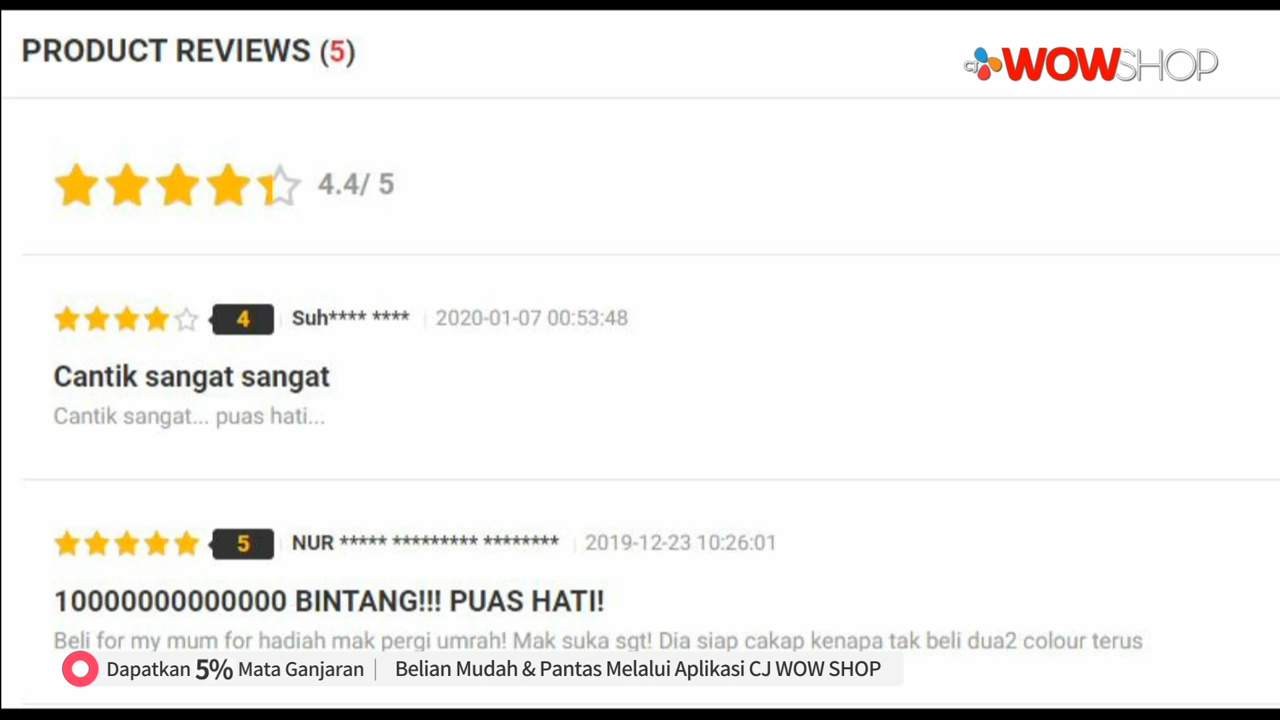 PRODUCT REVIEWS (5)
CJ WOWSHOP
4.4/ 5
4 Suh**** **** 2020-01-07 00:53:48
Cantik sangat sangat
Cantik sangat... puas hati...
5 NUR ***** ********* ******** 2019-12-23 10:26:01
10000000000000 BINTANG!!! PUAS HATI!
Beli for my mum for hadiah mak pergi umrah! Mak suka sgt! Dia siap cakap kenapa tak beli dua2 colour terus
Dapatkan 5% Mata Ganjaran | Belian Mudah & Pantas Melalui Aplikasi CJ WOW SHOP